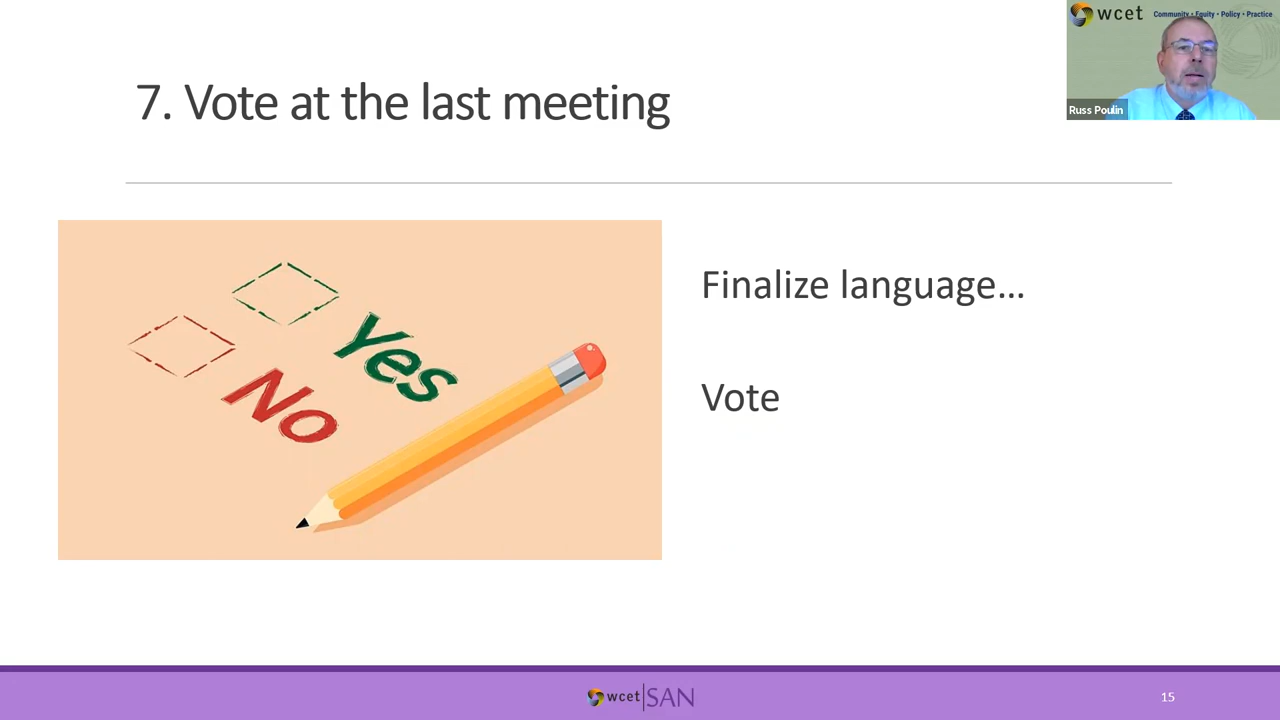 wcet Community • Equity • Policy • Practice
Russ Poulin
7. Vote at the last meeting
Yes
No
Finalize language...
Vote
wcet|SAN
15